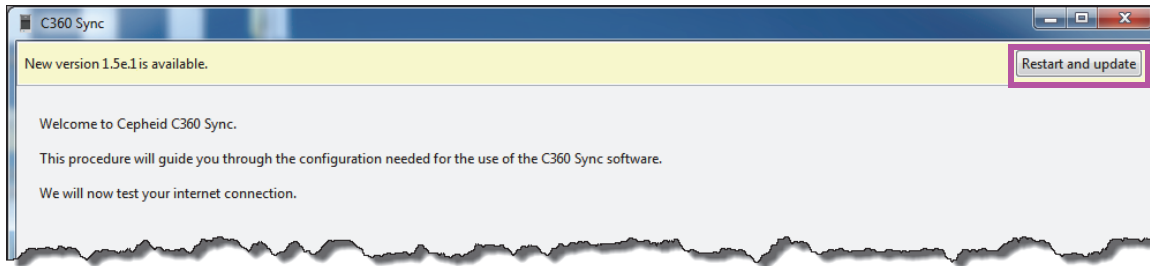 C360 Sync
New version 1.5e.1 is available.
Restart and update
Welcome to Cepheid C360 Sync.
This procedure will guide you through the configuration needed for the use of the C360 Sync software.
We will now test your internet connection.